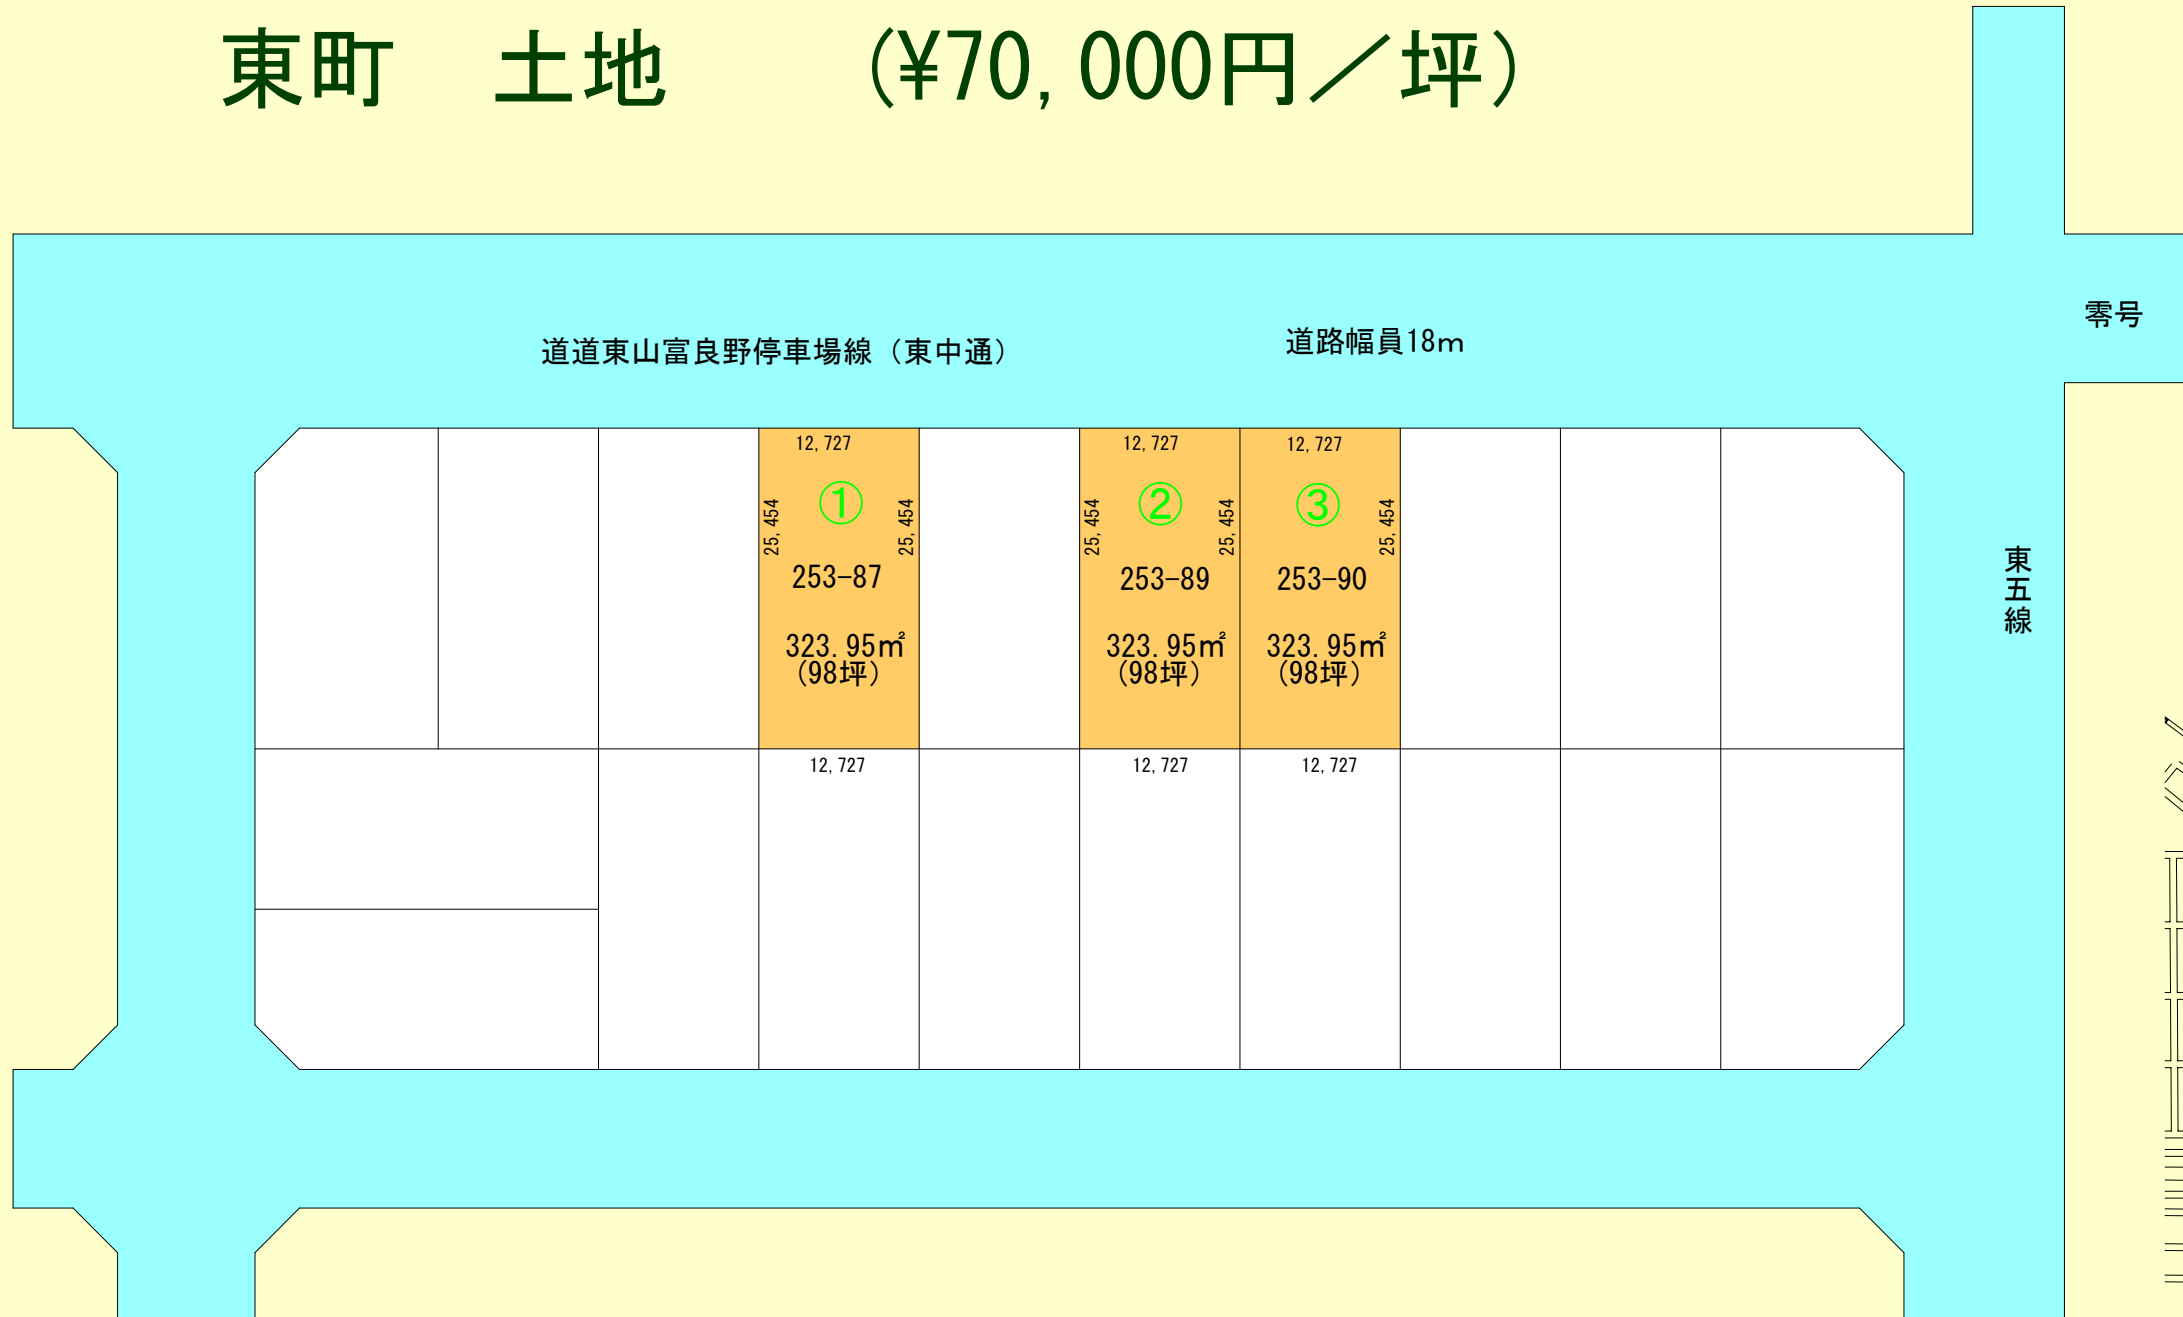 東町　土地　（¥70,000円／坪）
道道東山富良野停車場線（東中通）
道路幅員18m
零号
東五線
12,727
①
25,454
25,454
253-87
323.95㎡
（98坪）
12,727
12,727
②
25,454
25,454
253-89
323.95㎡
（98坪）
12,727
12,727
③
25,454
253-90
323.95㎡
（98坪）
12,727